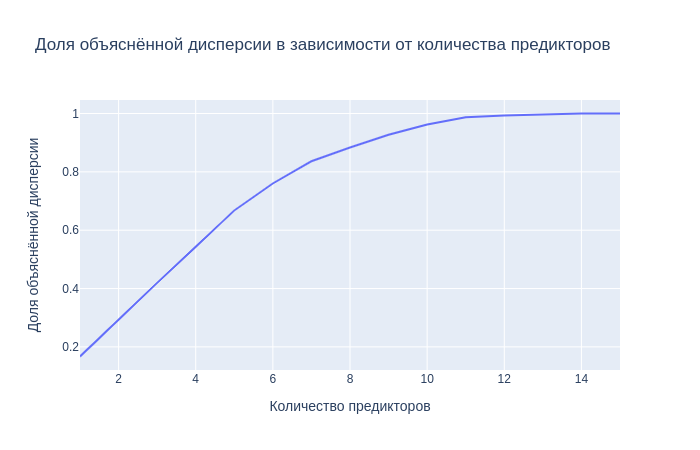 Доля объяснённой дисперсии в зависимости от количества предикторов
Доля объяснённой дисперсии
1
0.8
0.6
0.4
0.2
2 4 6 8 10 12 14
Количество предикторов